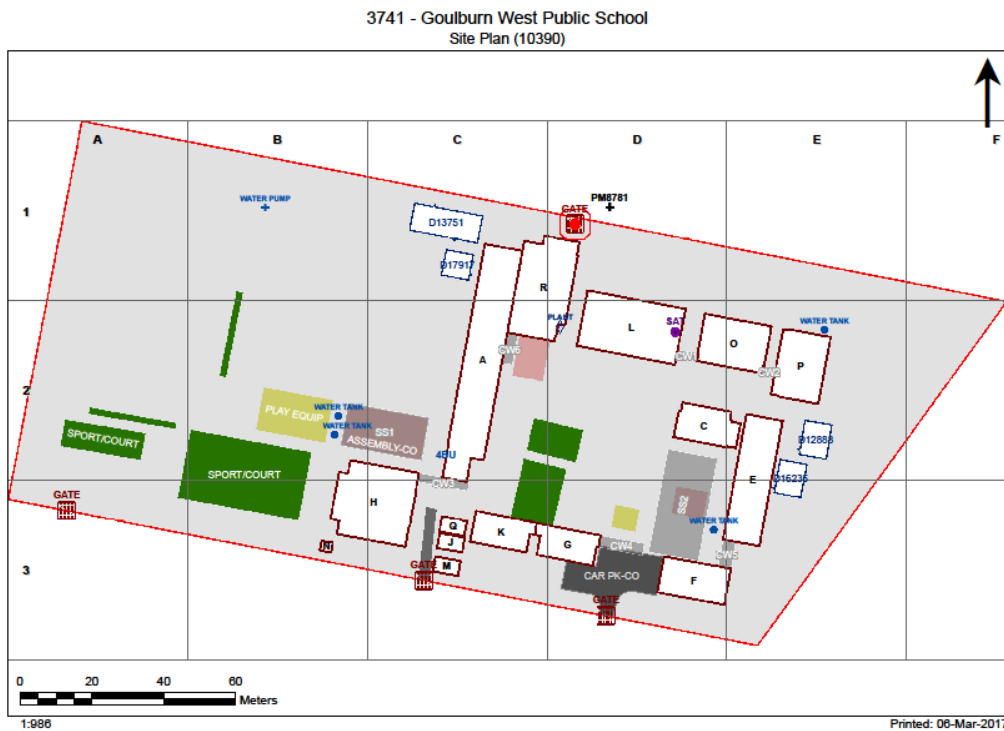 3741 - Goulburn West Public School
Site Plan (10390)
A
B
C
D
E
F
1
WATER PUMP
PM8781
GATE
D13751
D17917
R
PLANT
L
SAT
CW1
O
WATER TANK
CW2
P
A
CW6
2
PLAY EQUIP
WATER TANK
WATER TANK
SS1
ASSEMBLY-CO
SPORT/COURT
SPORT/COURT
4BU
C
D12883
D16235
E
CW3
GATE
H
SS2
WATER TANK
Q
K
J
N
G
CW4
CW5
3
M
GATE
CAR PK-CO
F
GATE
0 20 40 60
Meters
1:986
Printed: 06-Mar-2017